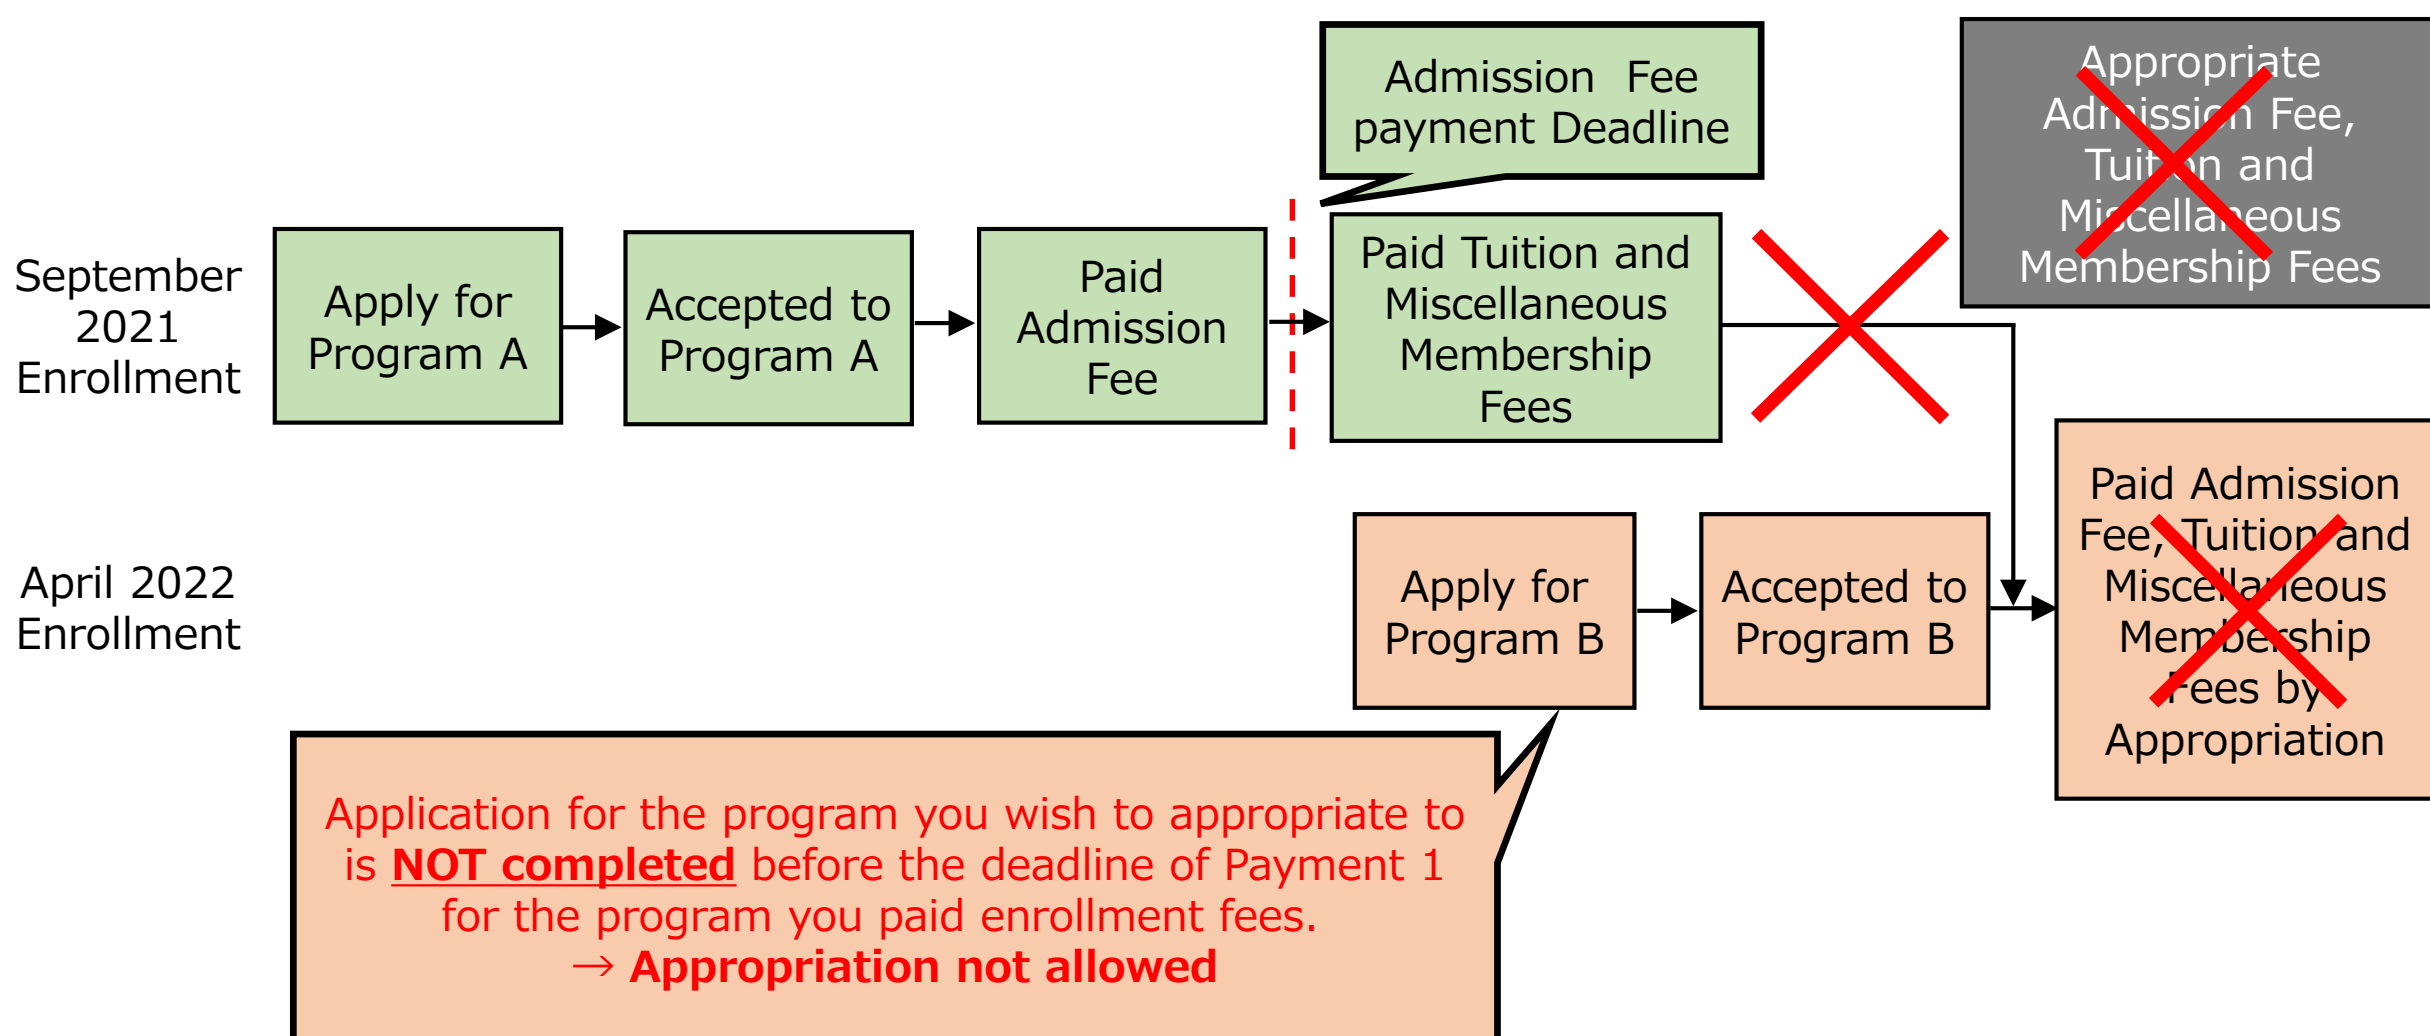 Admission Fee
payment Deadline
Appropriate
Admission Fee,
Tuition and
Miscellaneous
Membership Fees
September
2021
Enrollment
Apply for
Program A
Accepted to
Program A
Paid
Admission
Fee
Paid Tuition and
Miscellaneous
Membership
Fees
April 2022
Enrollment
Apply for
Program B
Accepted to
Program B
Paid Admission
Fee, Tuition and
Miscellaneous
Membership
Fees by
Appropriation
Application for the program you wish to appropriate to
is NOT completed before the deadline of Payment 1
for the program you paid enrollment fees.
→ Appropriation not allowed